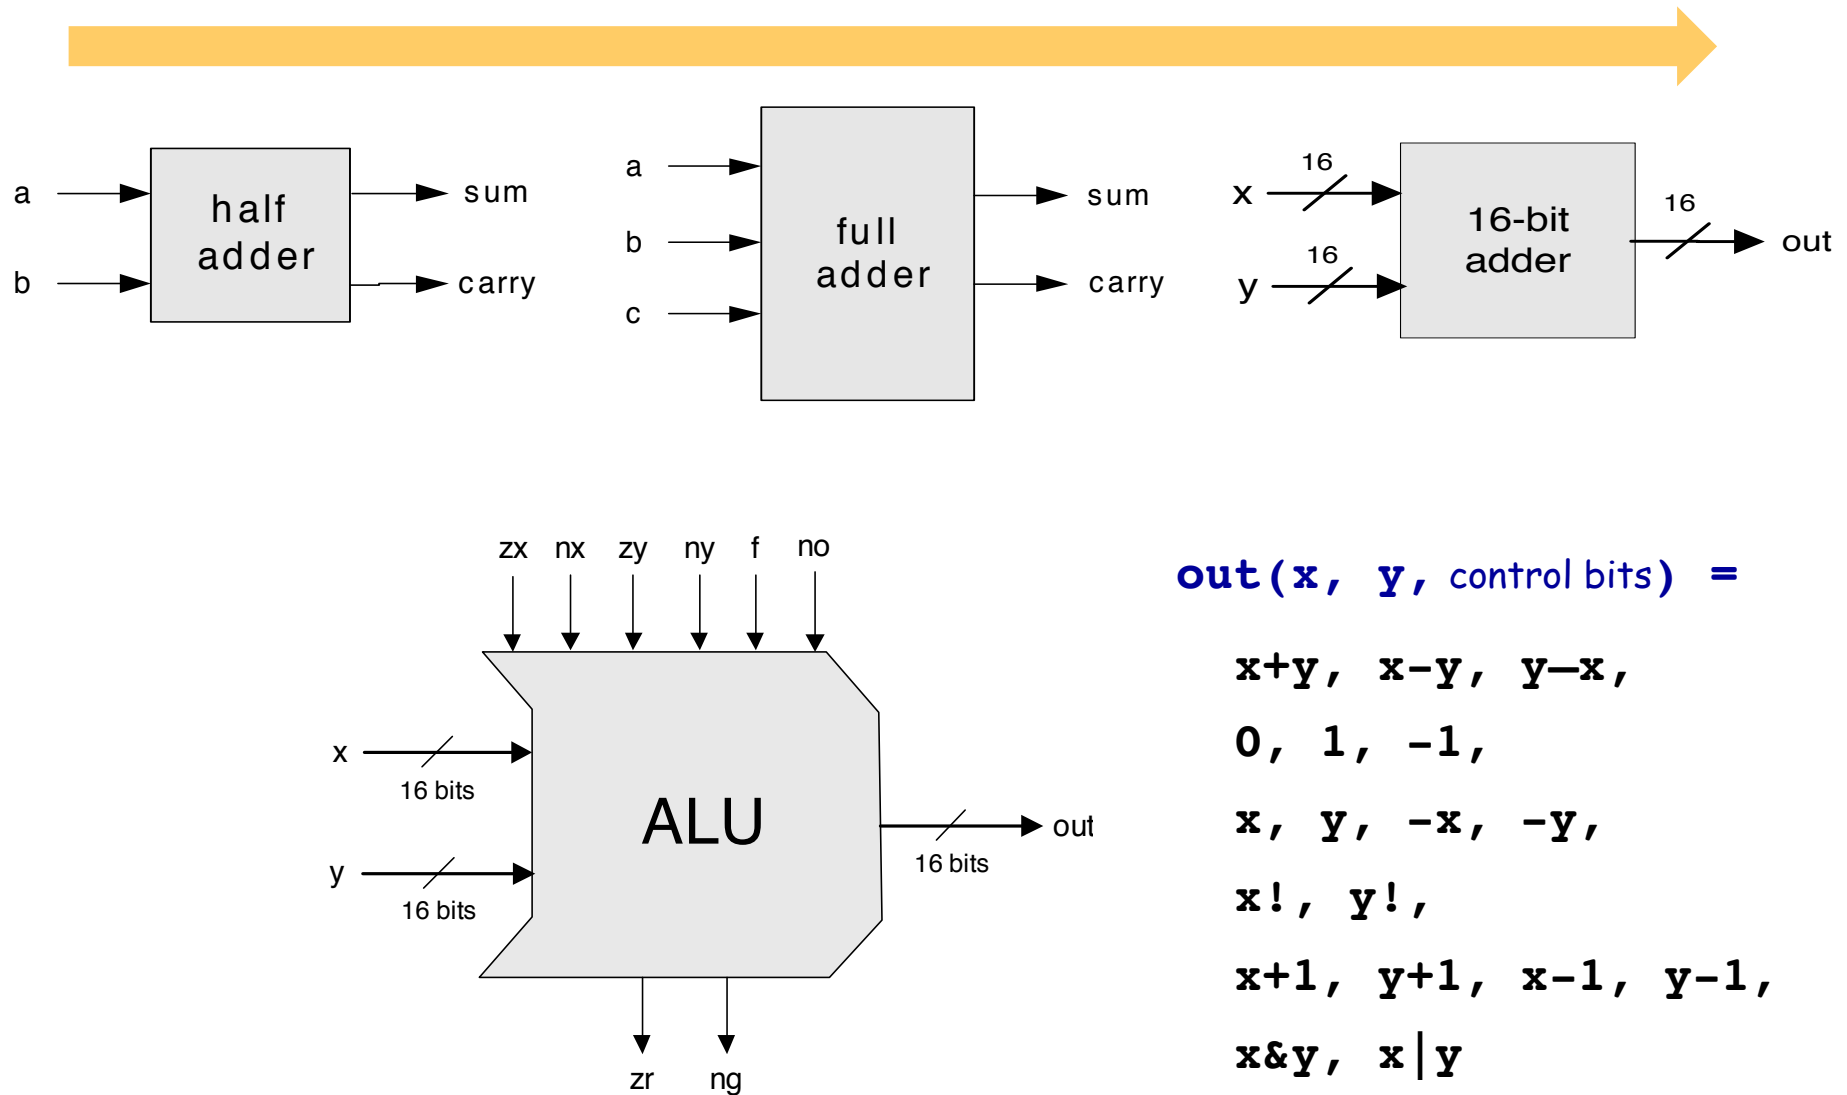 a
b
half
adder
sum
carry
a
b
c
full
adder
sum
carry
x
16
y
16
16-bit
adder
16
out
zx nx zy ny f no
x
16 bits
y
16 bits
ALU
16 bits
out
zr ng
out(x, y, control bits) =
x+y, x-y, y–x,
0, 1, -1,
x, y, -x, -y,
x!, y!,
x+1, y+1, x-1, y-1,
x&y, x|y